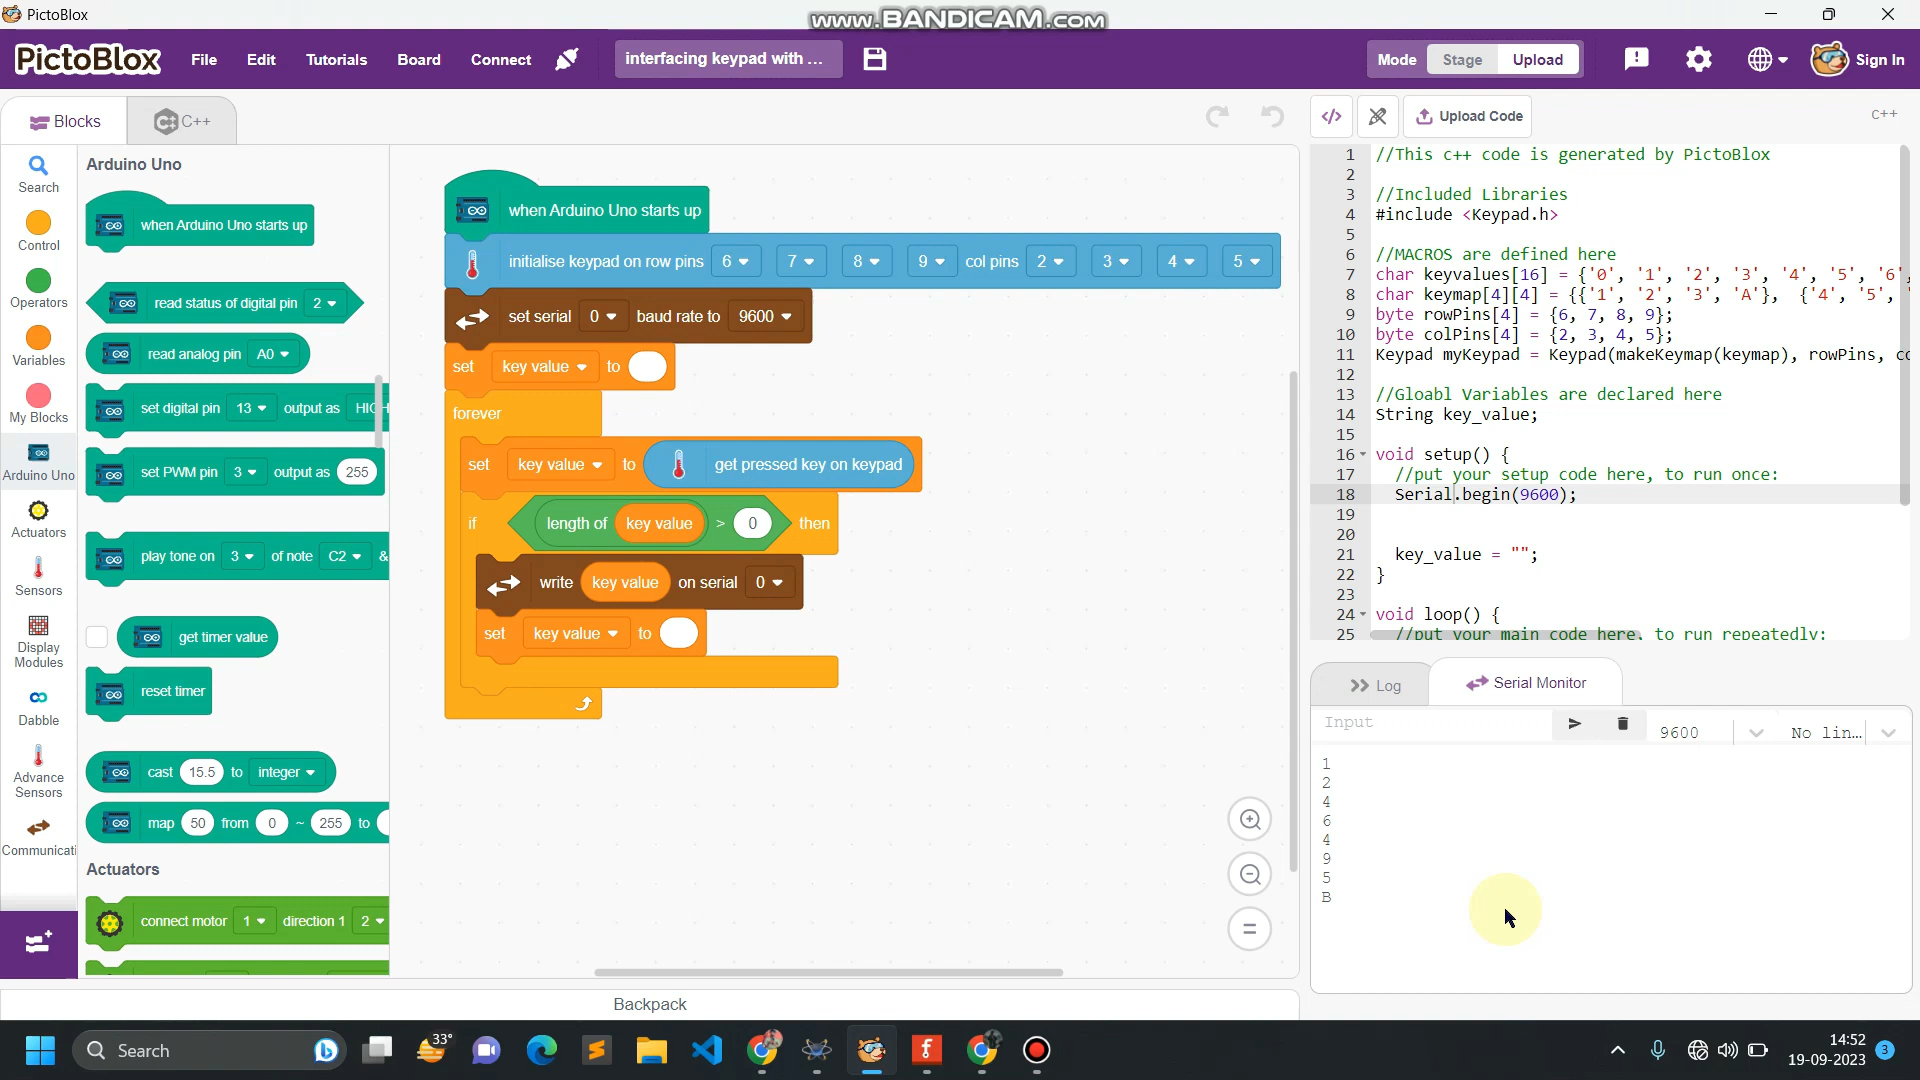 PictoBlox
www.BANDICAM.com
PictoBlox File Edit Tutorials Board Connect interfacing keypad with ... Mode Stage Upload Sign In
Blocks C++
Upload Code C++
Search
Control
Operators
Variables
My Blocks
Arduino Uno
Actuators
Sensors
Display
Modules
Dabble
Advance
Sensors
Communicati
Arduino Uno
when Arduino Uno starts up
read status of digital pin 2
read analog pin A0
set digital pin 13 output as HIGH
set PWM pin 3 output as 255
play tone on 3 of note C2 &
get timer value
reset timer
cast 15.5 to integer
map 50 from 0 ~ 255 to
Actuators
connect motor 1 direction 1 2
when Arduino Uno starts up
initialise keypad on row pins 6 7 8 9 col pins 2 3 4 5
set serial 0 baud rate to 9600
set key value to
forever
set key value to get pressed key on keypad
if length of key value > 0 then
write key value on serial 0
set key value to
Backpack
1 //This c++ code is generated by PictoBlox
2
3 //Included Libraries
4 #include <Keypad.h>
5
6 //MACROS are defined here
7 char keyvalues[16] = {'0', '1', '2', '3', '4', '5', '6',
8 char keymap[4][4] = {{'1', '2', '3', 'A'}, {'4', '5', '
9 byte rowPins[4] = {6, 7, 8, 9};
10 byte colPins[4] = {2, 3, 4, 5};
11 Keypad myKeypad = Keypad(makeKeymap(keymap), rowPins, co
12
13 //Gloabl Variables are declared here
14 String key_value;
15
16 void setup() {
17 //put your setup code here, to run once:
18 Serial.begin(9600);
19
20
21 key_value = "";
22 }
23
24 void loop() {
25 //put your main code here, to run repeatedly:
Log Serial Monitor
Input 9600 No lin...
1
2
4
6
4
9
5
B
Search 33° 14:52
19-09-2023 3